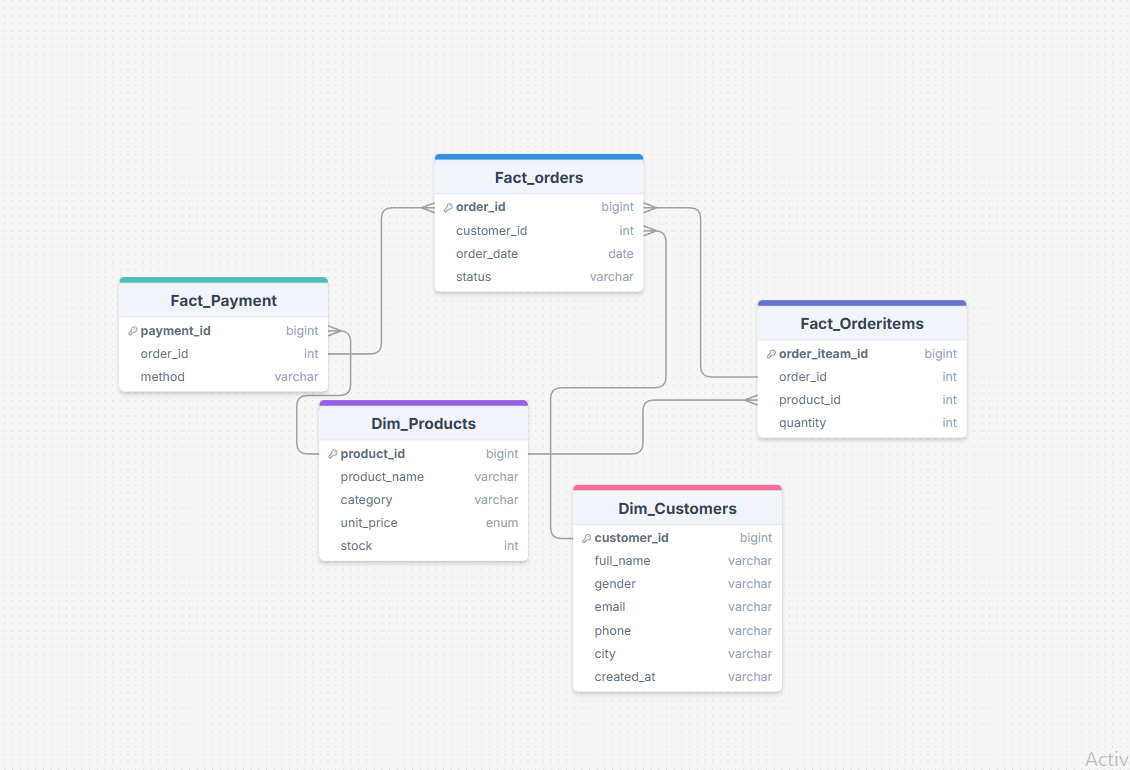 Fact_orders
order_id bigint
customer_id int
order_date date
status varchar
Fact_Payment
payment_id bigint
order_id int
method varchar
Fact_Orderitems
order_iteam_id bigint
order_id int
product_id int
quantity int
Dim_Products
product_id bigint
product_name varchar
category varchar
unit_price enum
stock int
Dim_Customers
customer_id bigint
full_name varchar
gender varchar
email varchar
phone varchar
city varchar
created_at varchar
Activ